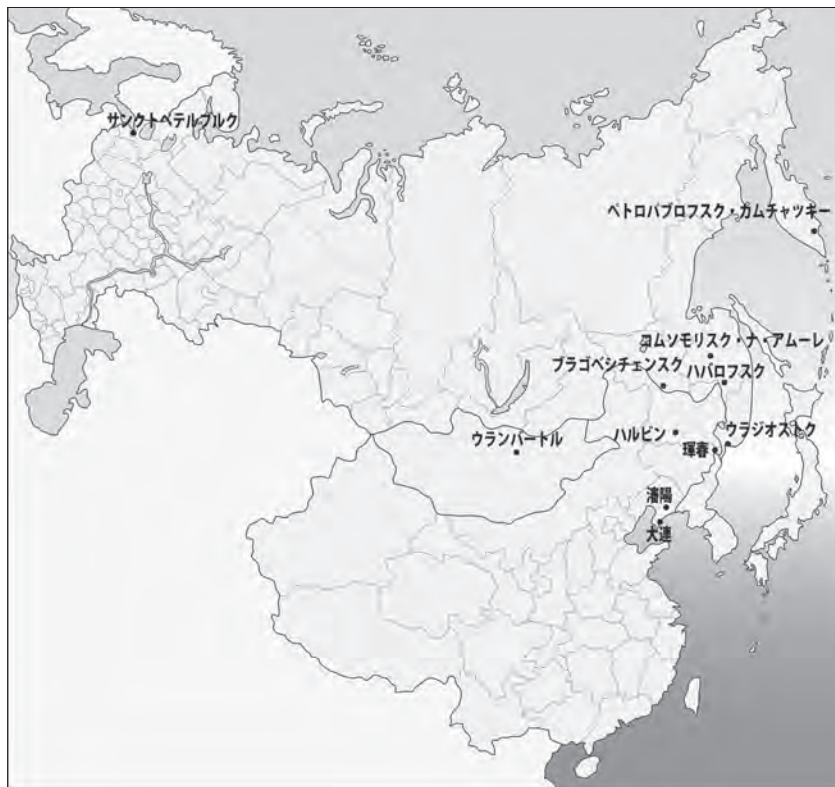 サンクトペテルブルク
ペトロパブロフスク・カムチャツキー
コムソモリスク・ナ・アムーレ
ブラゴベシチェンスク
ハバロフスク
ウランバートル
ハルビン
ウラジオストク
琿春
瀋陽
大連